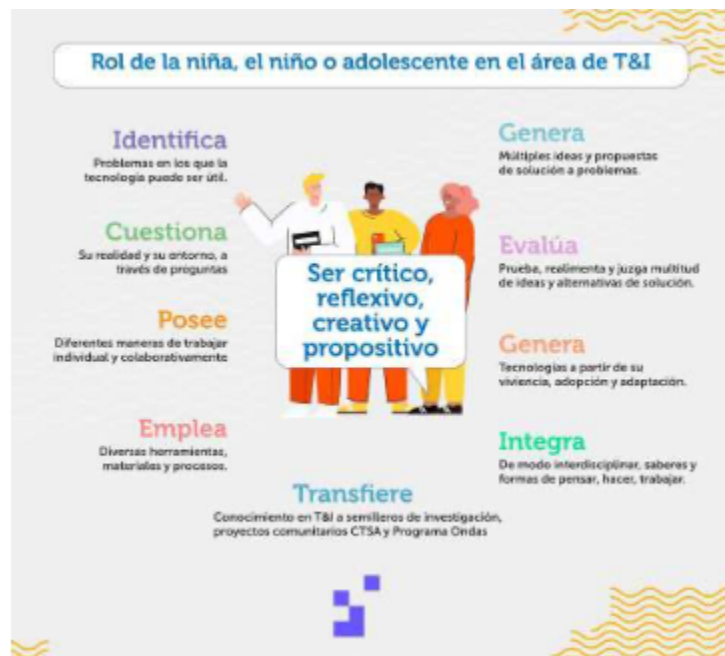 Rol de la niña, el niño o adolescente en el área de T&I
Identifica
Problemas en los que la
tecnología puede ser útil.
Cuestiona
Su realidad y su entorno, a
través de preguntas
Posee
Diferentes maneras de trabajar
individual y colaborativamente
Emplea
Diversas herramientas,
materiales y procesos.
Ser crítico,
reflexivo,
creativo y
propositivo
Genera
Múltiples ideas y propuestas
de solución a problemas.
Evalúa
Prueba, realimenta y juzga multitud
de ideas y alternativas de solución.
Genera
Tecnologías a partir de su
vivencia, adopción y adaptación.
Integra
De modo interdisciplinar, saberes y
formas de pensar, hacer, trabajar.
Transfiere
Conocimiento en T&I a semilleros de investigación,
proyectos comunitarios CTSA y Programa Ondas